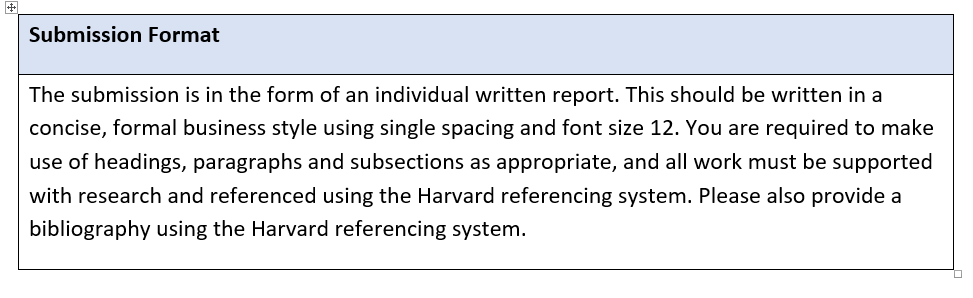 Submission Format
The submission is in the form of an individual written report. This should be written in a
concise, formal business style using single spacing and font size 12. You are required to make
use of headings, paragraphs and subsections as appropriate, and all work must be supported
with research and referenced using the Harvard referencing system. Please also provide a
bibliography using the Harvard referencing system.